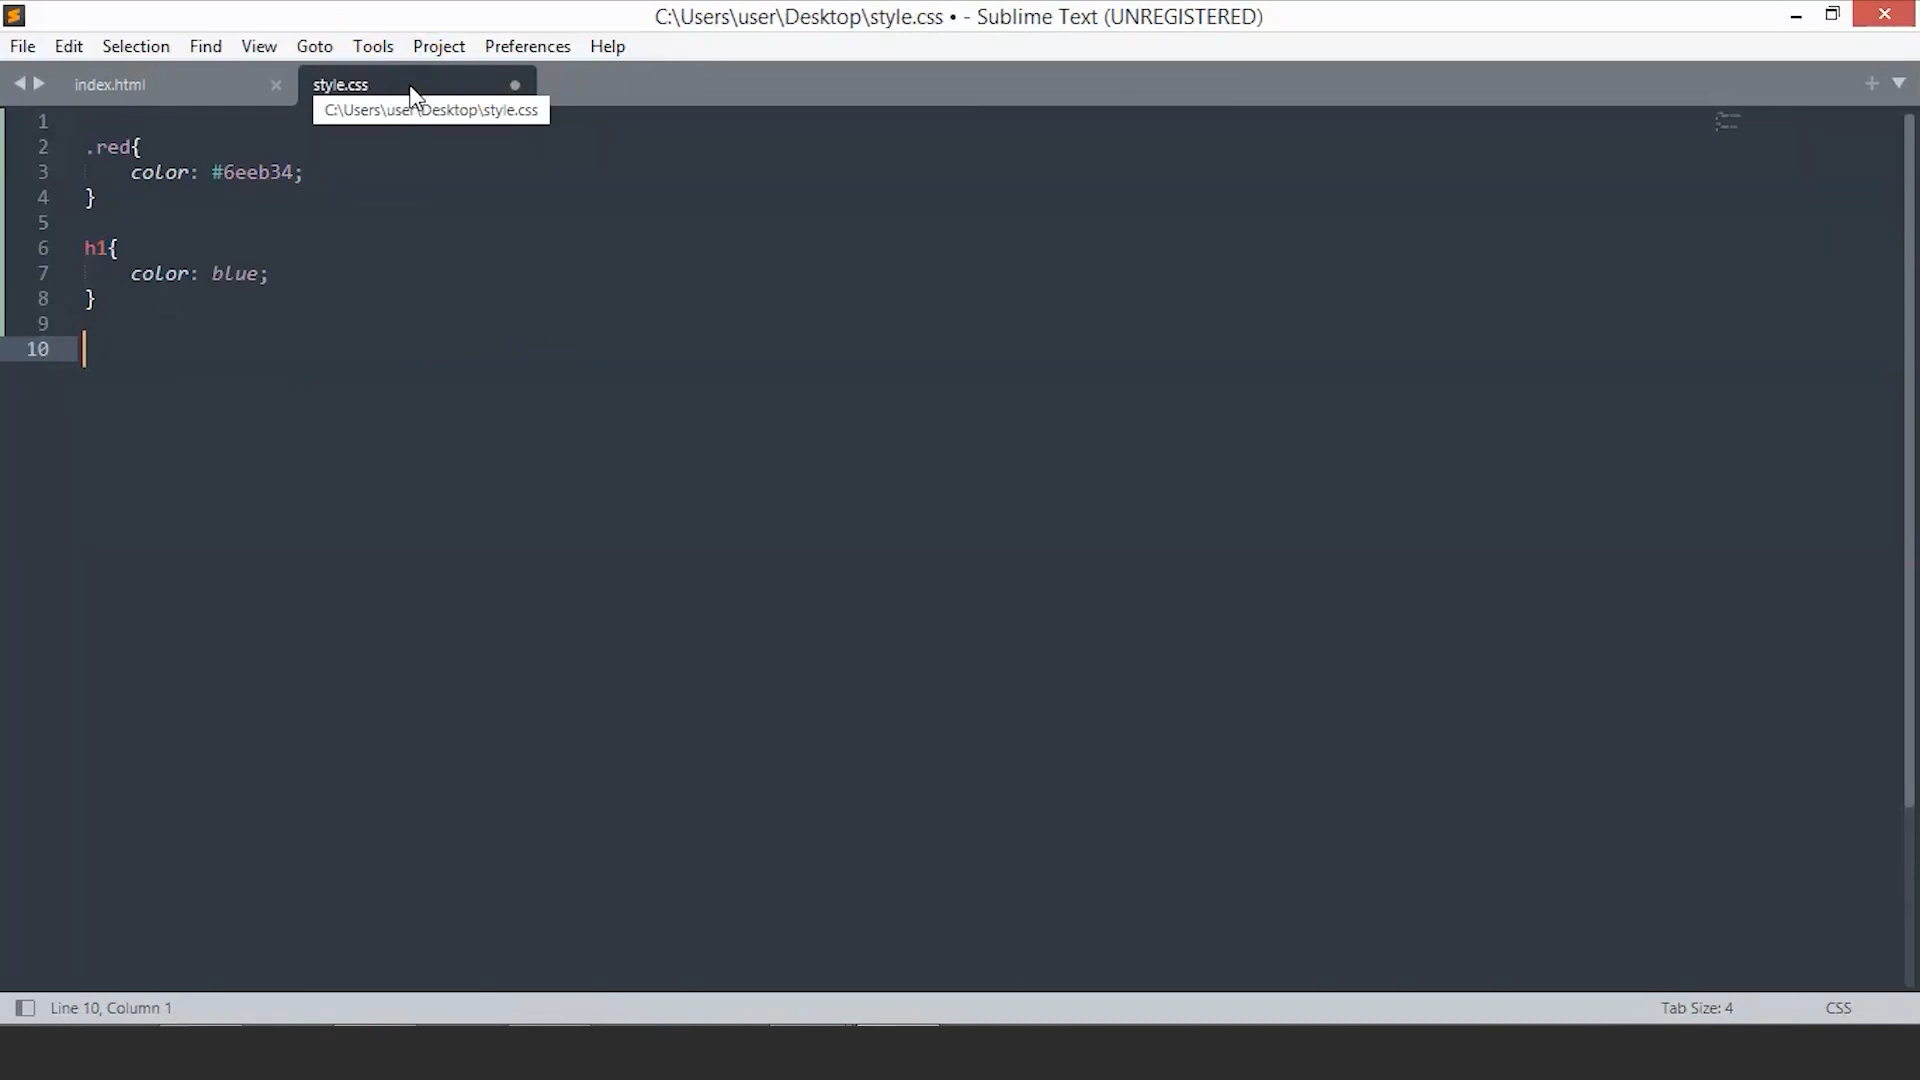 C:\Users\user\Desktop\style.css • - Sublime Text (UNREGISTERED)
File Edit Selection Find View Goto Tools Project Preferences Help
index.html style.css
C:\Users\user\Desktop\style.css
1
2 .red{
3 color: #6eeb34;
4 }
5
6 h1{
7 color: blue;
8 }
9
10
Line 10, Column 1 Tab Size: 4 CSS